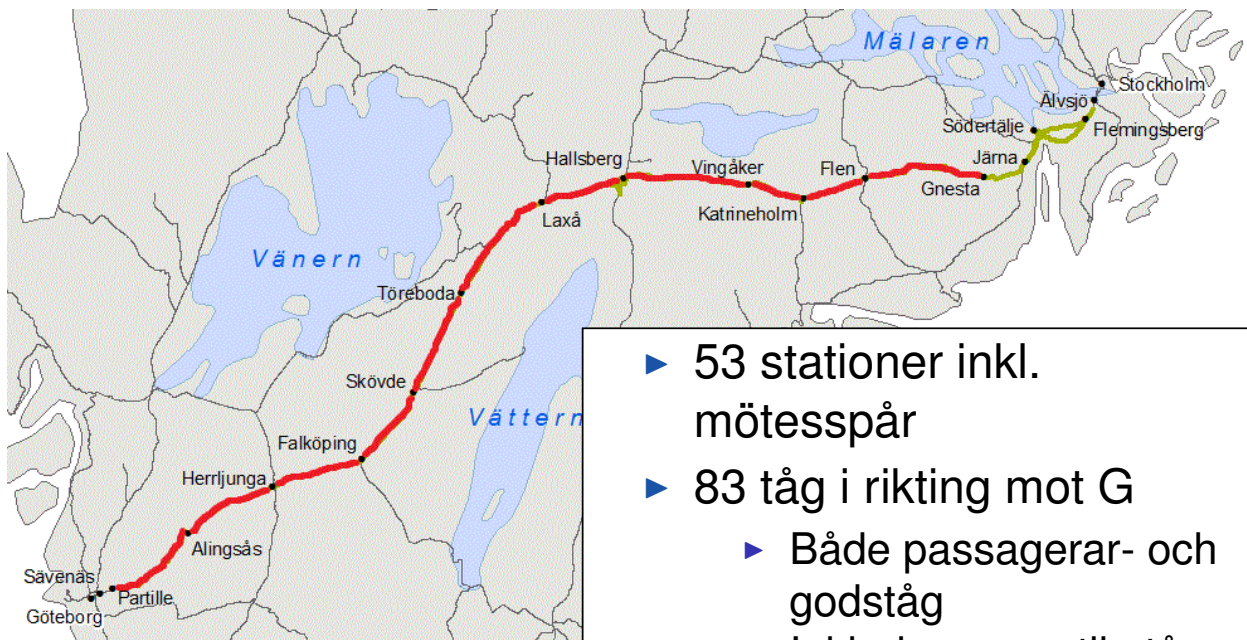 Mälaren
Stockholm
Älvsjö
Södertälje
Flemingsberg
Hallsberg
Vingåker
Flen
Järna
Gnesta
Laxå
Katrineholm
Vänern
Töreboda
Skövde
Vättern
Falköping
Herrljunga
Alingsås
Sävenäs
Partille
Göteborg
► 53 stationer inkl.
mötesspår
► 83 tåg i rikting mot G
► Både passagerar- och
godståg